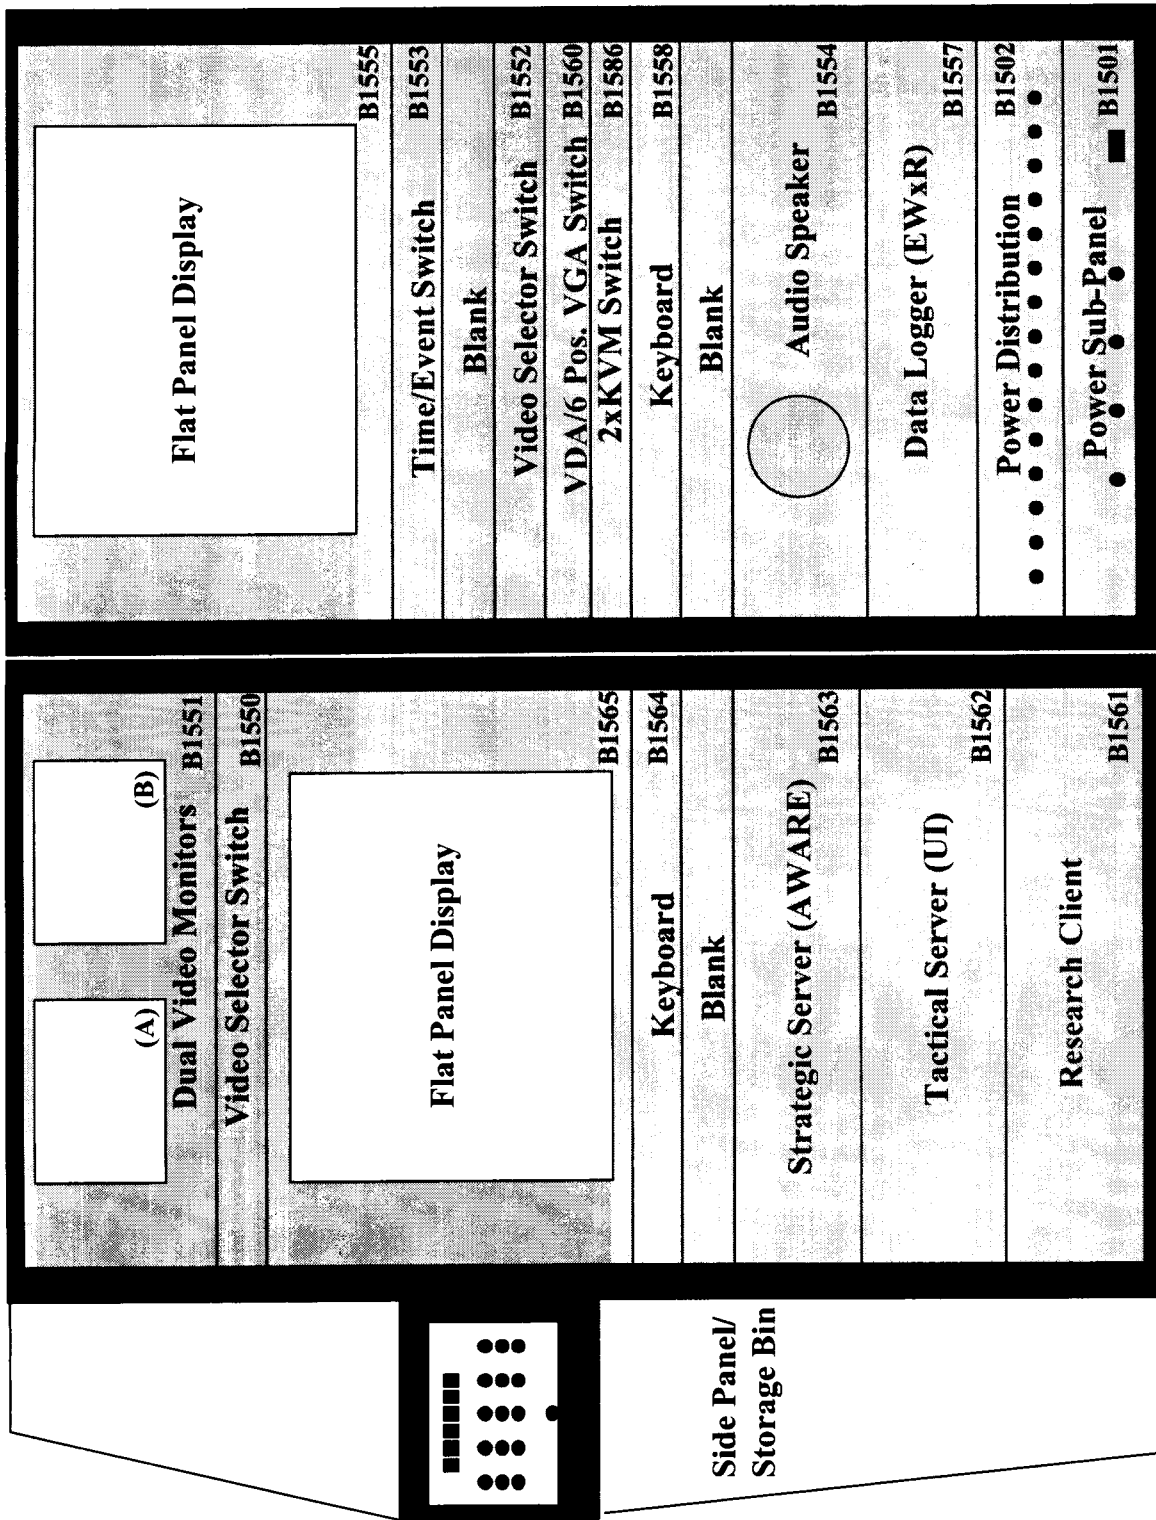 (A)
(B)
Dual Video Monitors B1551
Video Selector Switch B1550
Flat Panel Display
B1565
Keyboard B1564
Blank
Strategic Server (AWARE) B1563
Tactical Server (UI)
B1562
Research Client
B1561
Side Panel/
Storage Bin
Flat Panel Display
B1555
Time/Event Switch B1553
Blank
Video Selector Switch B1552
VDA/6 Pos. VGA Switch B1560
2xKVM Switch B1586
Keyboard B1558
Blank
Audio Speaker B1554
Data Logger (EWxR) B1557
Power Distribution B1502
Power Sub-Panel B1501